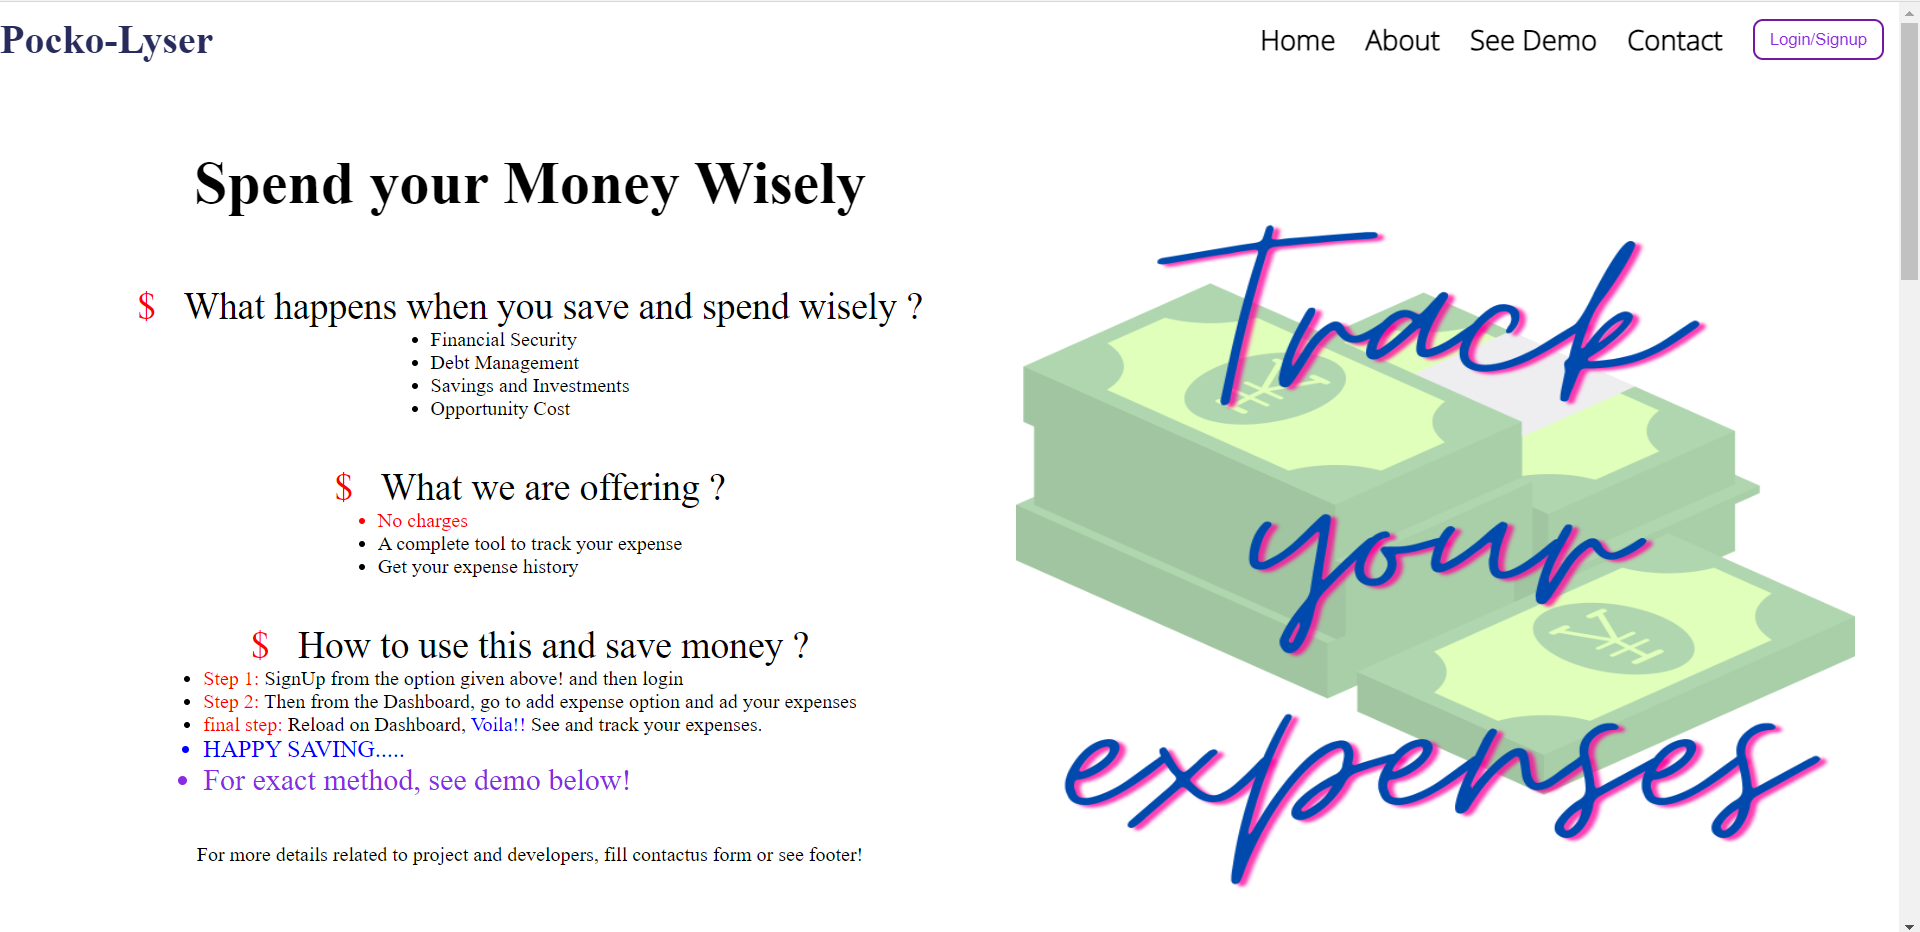 Pocko-Lyser
Home About See Demo Contact Login/Signup
Spend your Money Wisely
$ What happens when you save and spend wisely ?
• Financial Security
• Debt Management
• Savings and Investments
• Opportunity Cost
$ What we are offering ?
• No charges
• A complete tool to track your expense
• Get your expense history
$ How to use this and save money ?
• Step 1: SignUp from the option given above! and then login
• Step 2: Then from the Dashboard, go to add expense option and ad your expenses
• final step: Reload on Dashboard, Voila!! See and track your expenses.
• HAPPY SAVING.....
• For exact method, see demo below!
For more details related to project and developers, fill contactus form or see footer!
Track
your
expenses
¥
¥